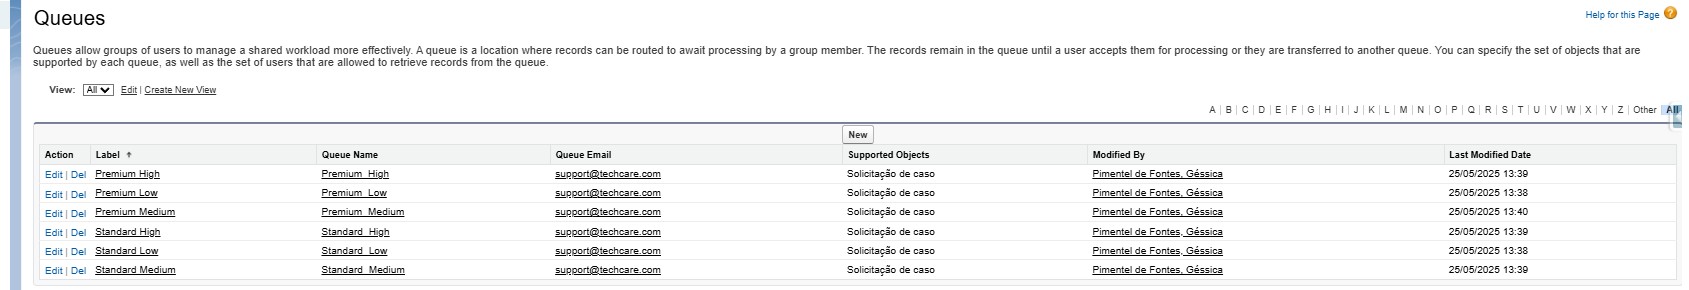 Queues
Help for this Page ?
Queues allow groups of users to manage a shared workload more effectively. A queue is a location where records can be routed to await processing by a group member. The records remain in the queue until a user accepts them for processing or they are transferred to another queue. You can specify the set of objects that are
supported by each queue, as well as the set of users that are allowed to retrieve records from the queue.
View: All Edit | Create New View
A | B | C | D | E | F | G | H | I | J | K | L | M | N | O | P | Q | R | S | T | U | V | W | X | Y | Z | Other | All
New
Action Label Queue Name Queue Email Supported Objects Modified By Last Modified Date
Edit | Del Premium High Premium_High support@techcare.com Solicitação de caso Pimentel de Fontes, Géssica 25/05/2025 13:39
Edit | Del Premium Low Premium_Low support@techcare.com Solicitação de caso Pimentel de Fontes, Géssica 25/05/2025 13:38
Edit | Del Premium Medium Premium_Medium support@techcare.com Solicitação de caso Pimentel de Fontes, Géssica 25/05/2025 13:40
Edit | Del Standard High Standard_High support@techcare.com Solicitação de caso Pimentel de Fontes, Géssica 25/05/2025 13:39
Edit | Del Standard Low Standard_Low support@techcare.com Solicitação de caso Pimentel de Fontes, Géssica 25/05/2025 13:38
Edit | Del Standard Medium Standard_Medium support@techcare.com Solicitação de caso Pimentel de Fontes, Géssica 25/05/2025 13:39